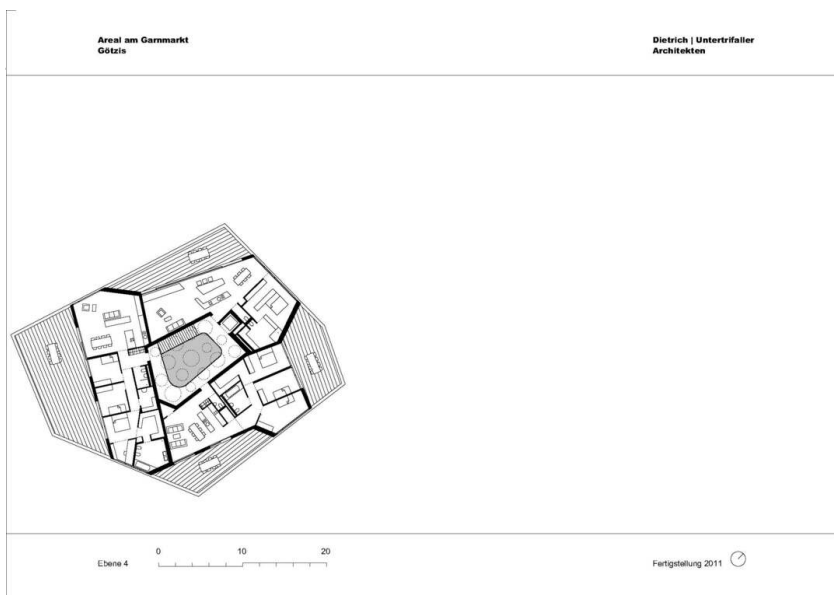 Areal am Garnmarkt
Götzis
Dietrich | Untertrifaller
Architekten
Ebene 4
0 10 20
Fertigstellung 2011